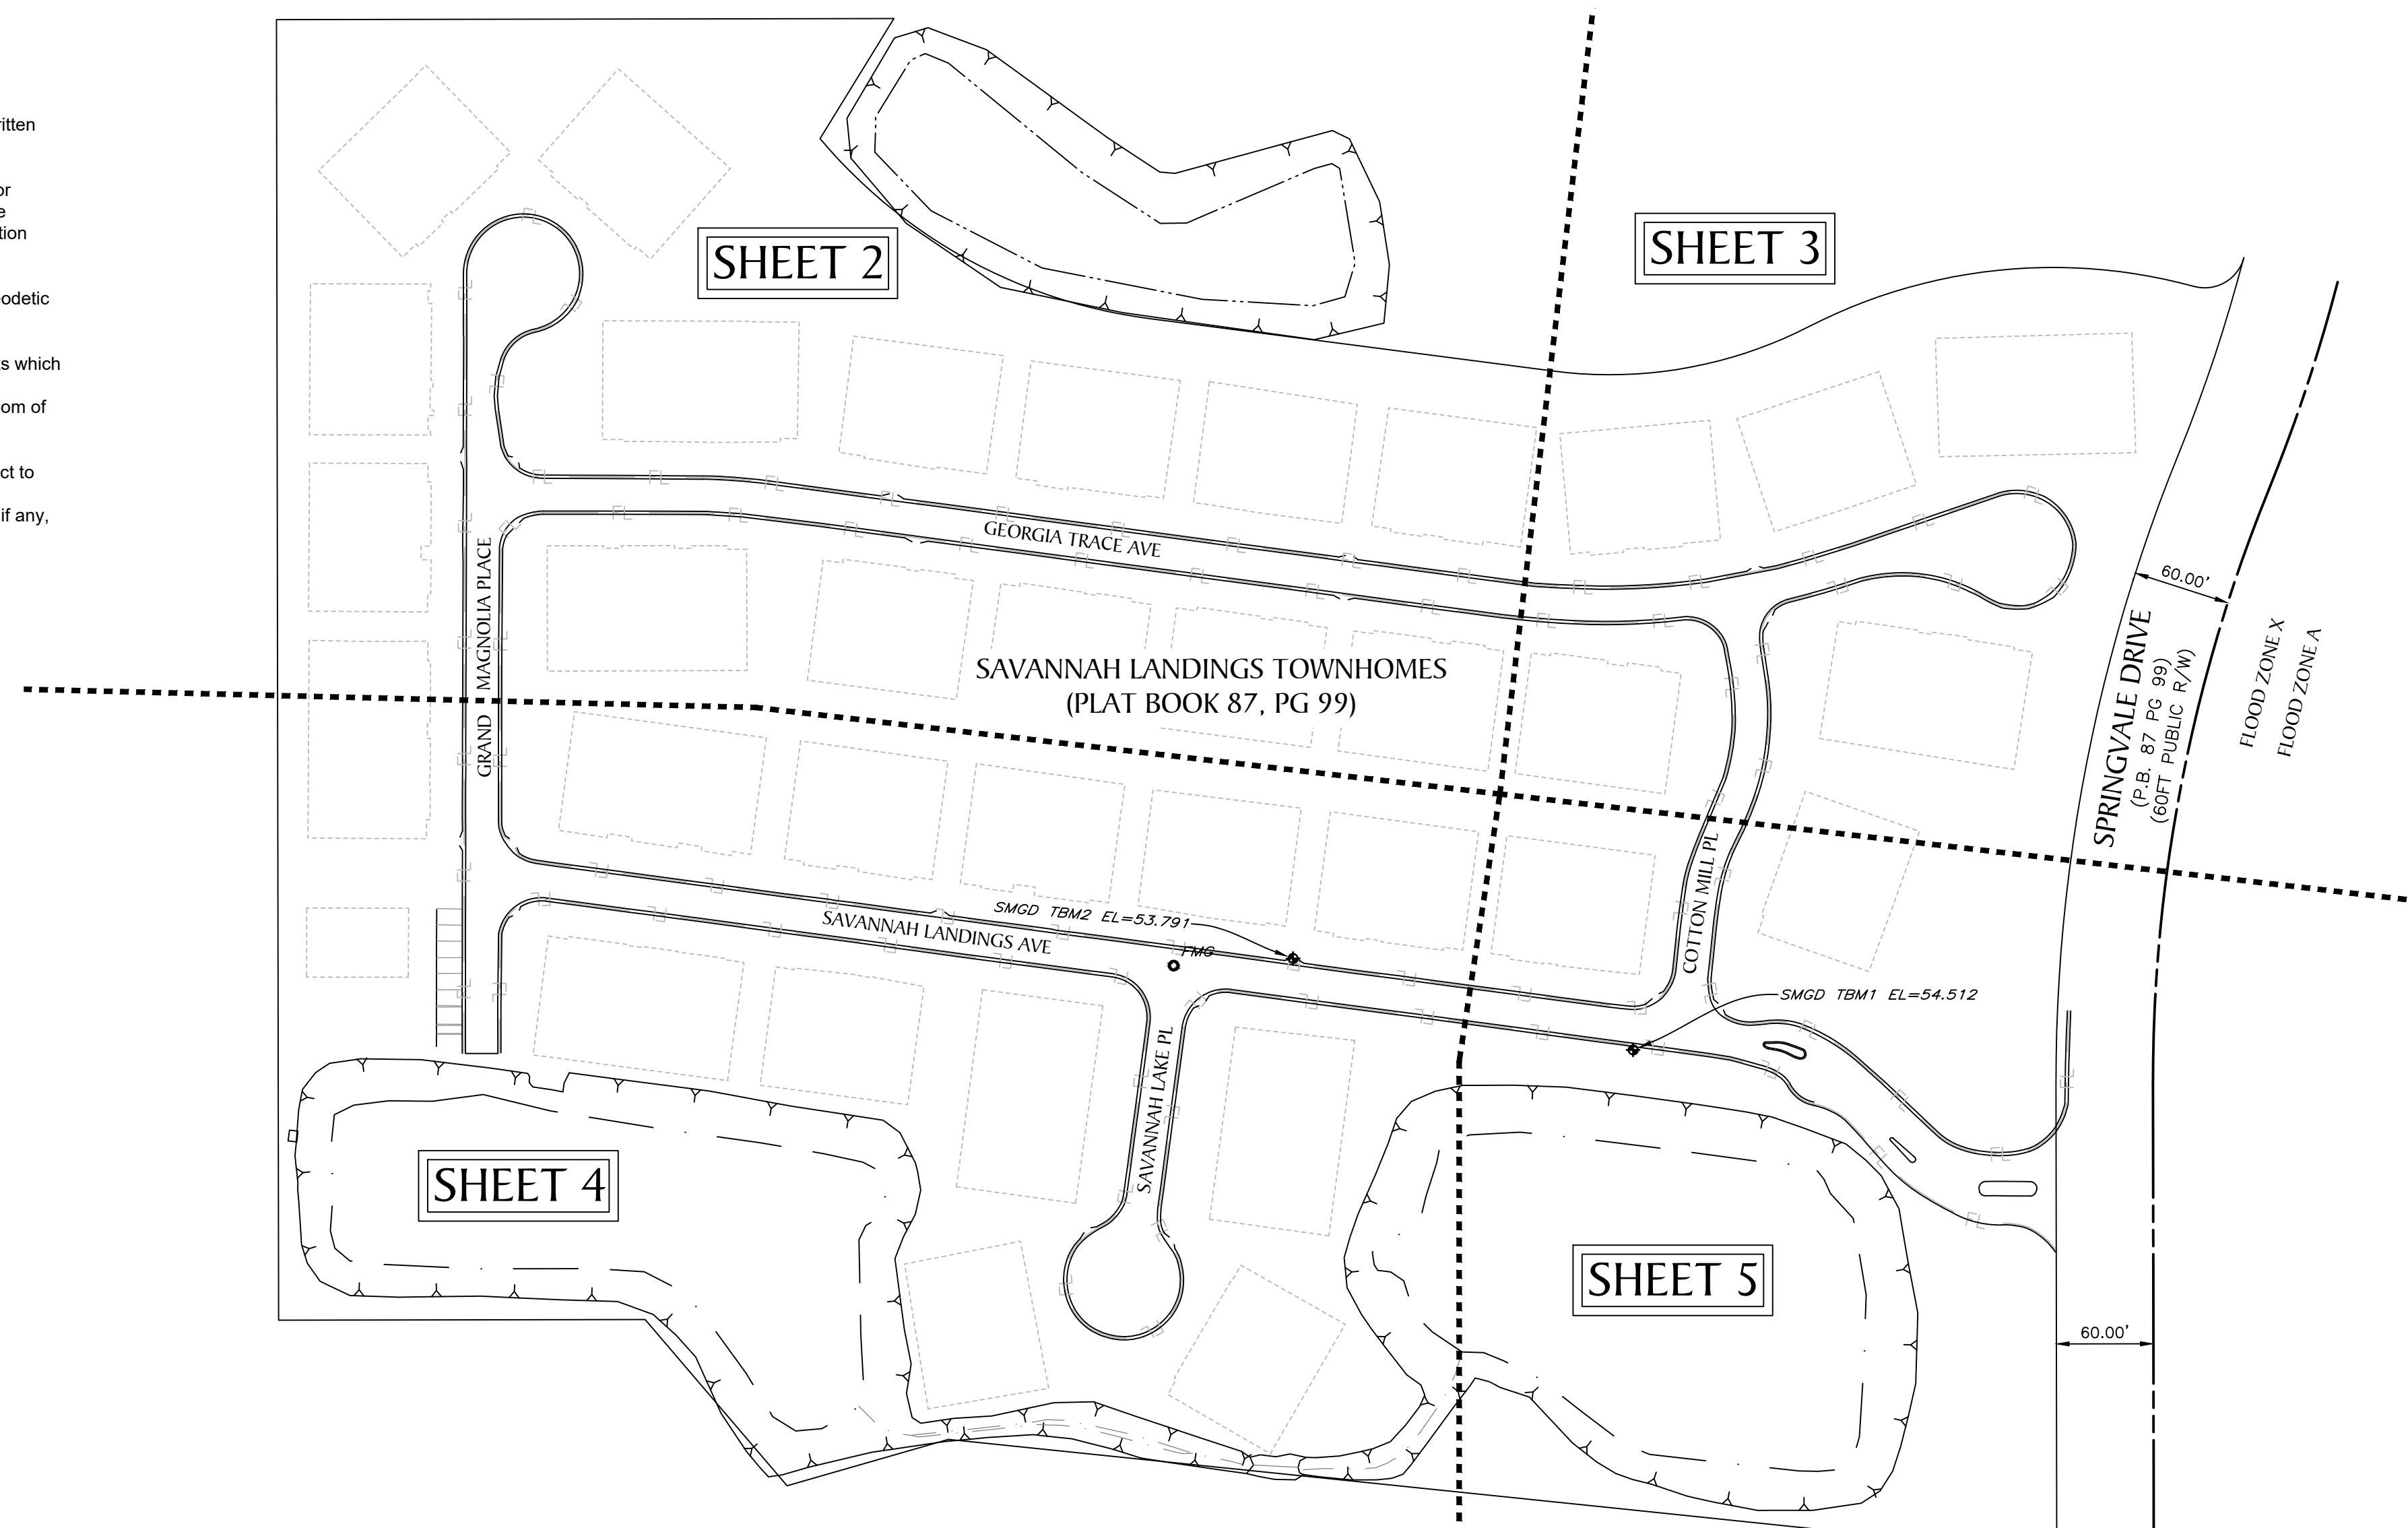 ritten
or
e
tion
odetic
s which
om of
ct to
if any,
SHEET 2
SHEET 3
GEORGIA TRACE AVE
GRAND MAGNOLIA PLACE
SAVANNAH LANDINGS TOWNHOMES
(PLAT BOOK 87, PG 99)
60.00'
SPRINGVALE DRIVE
(P.B. 87 PG 99)
(60FT PUBLIC R/W)
FLOOD ZONE X
FLOOD ZONE A
COTTON MILL PL
SMGD TBM2 EL=53.791
SAVANNAH LANDINGS AVE
FMG
SMGD TBM1 EL=54.512
SAVANNAH LAKE PL
SHEET 4
SHEET 5
60.00'